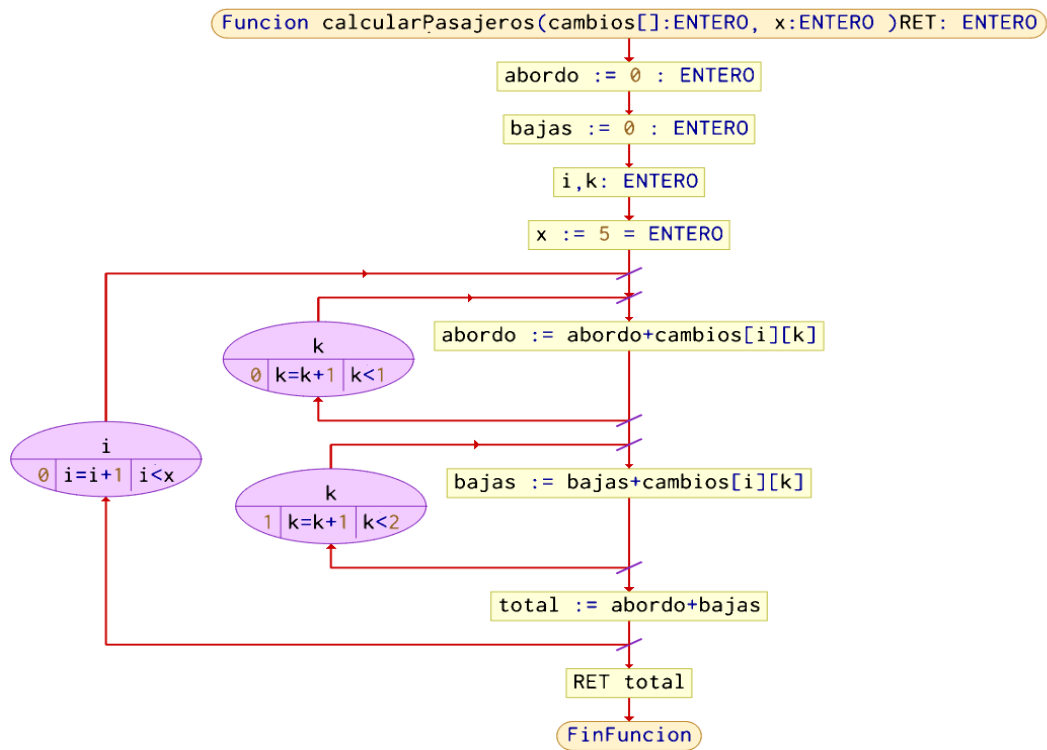 Funcion calcularPasajeros(cambios[]:ENTERO, x:ENTERO )RET: ENTERO
abordo := 0 : ENTERO
bajas := 0 : ENTERO
i,k: ENTERO
x := 5 = ENTERO
k
0 k=k+1 k<1
abordo := abordo+cambios[i][k]
i
0 i=i+1 i<x
k
1 k=k+1 k<2
bajas := bajas+cambios[i][k]
total := abordo+bajas
RET total
FinFuncion